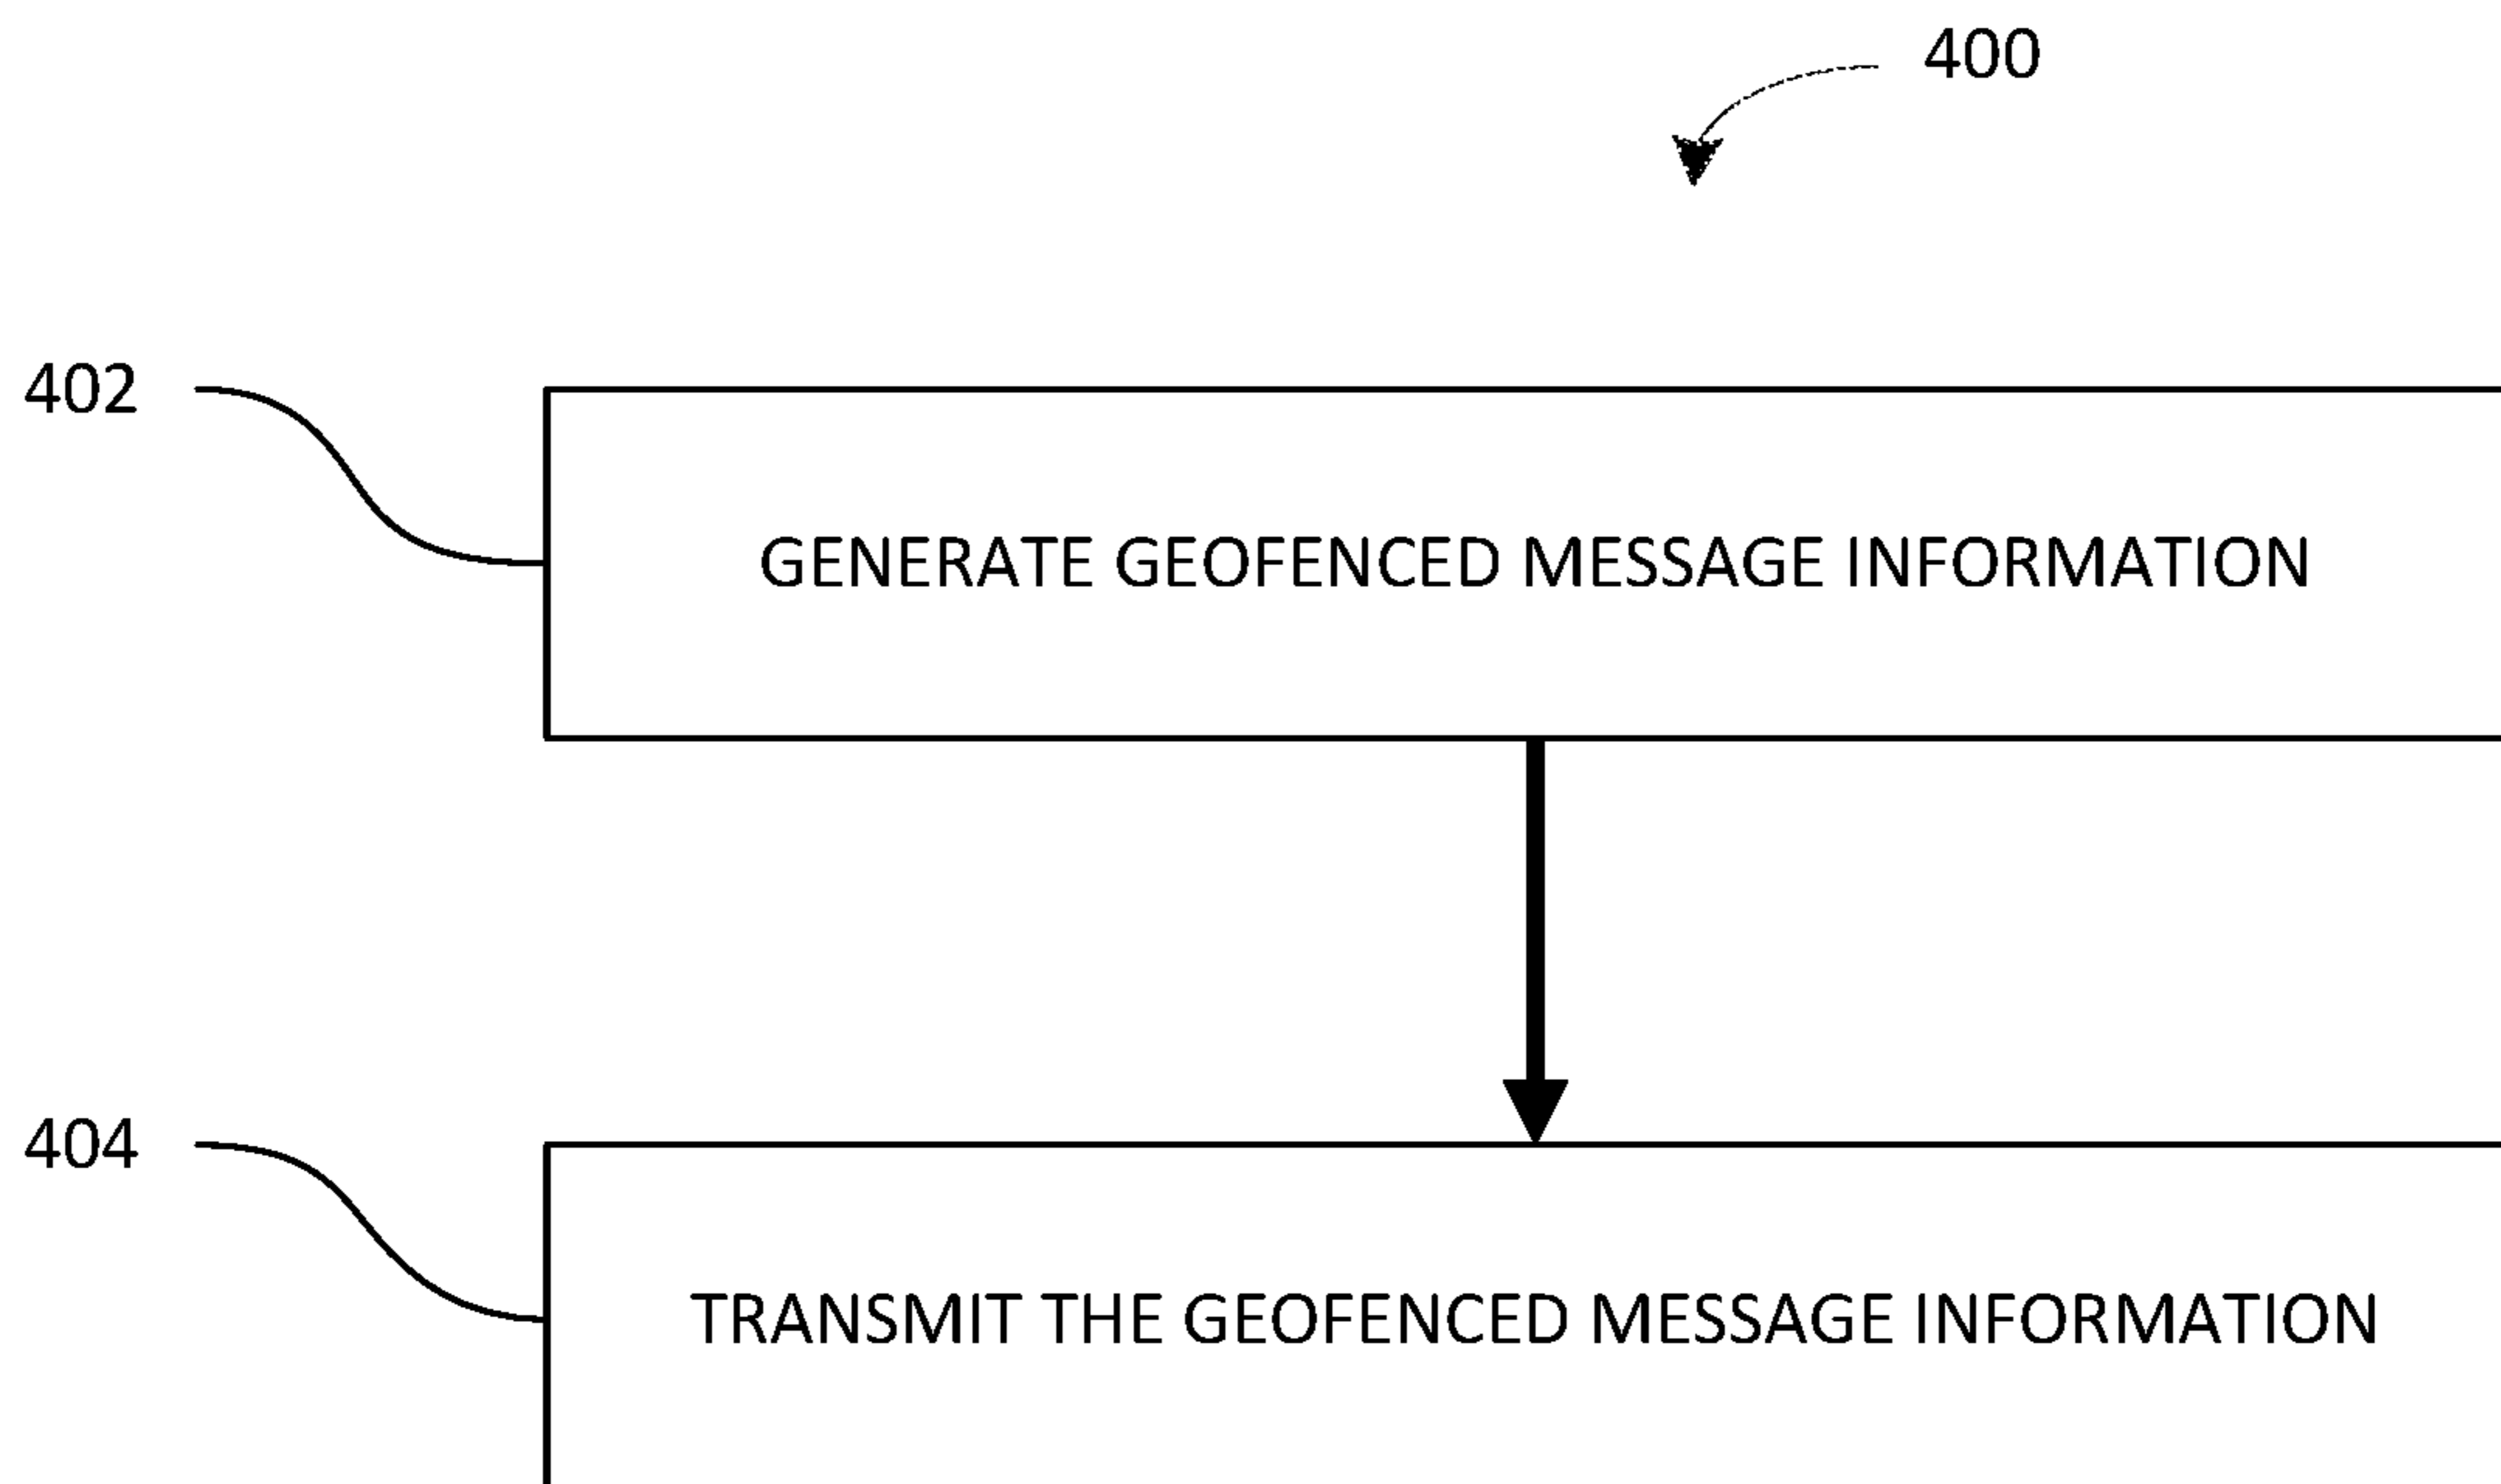 400
402
GENERATE GEOFENCED MESSAGE INFORMATION
404
TRANSMIT THE GEOFENCED MESSAGE INFORMATION